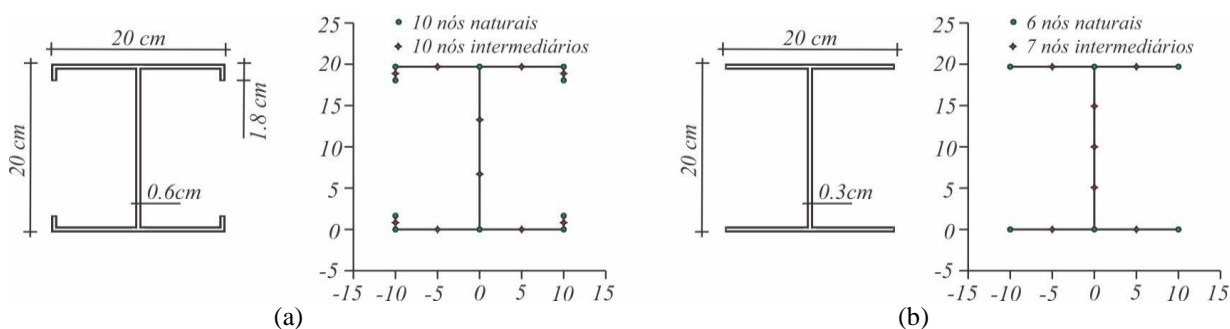 20 cm
20 cm
1.8 cm
0.6cm
10 nós naturais
10 nós intermediários
25
20
15
10
5
0
-5
-15 -10 -5 0 5 10 15
(a)
20 cm
20 cm
0.3cm
6 nós naturais
7 nós intermediários
25
20
15
10
5
0
-5
-15 -10 -5 0 5 10 15
(b)